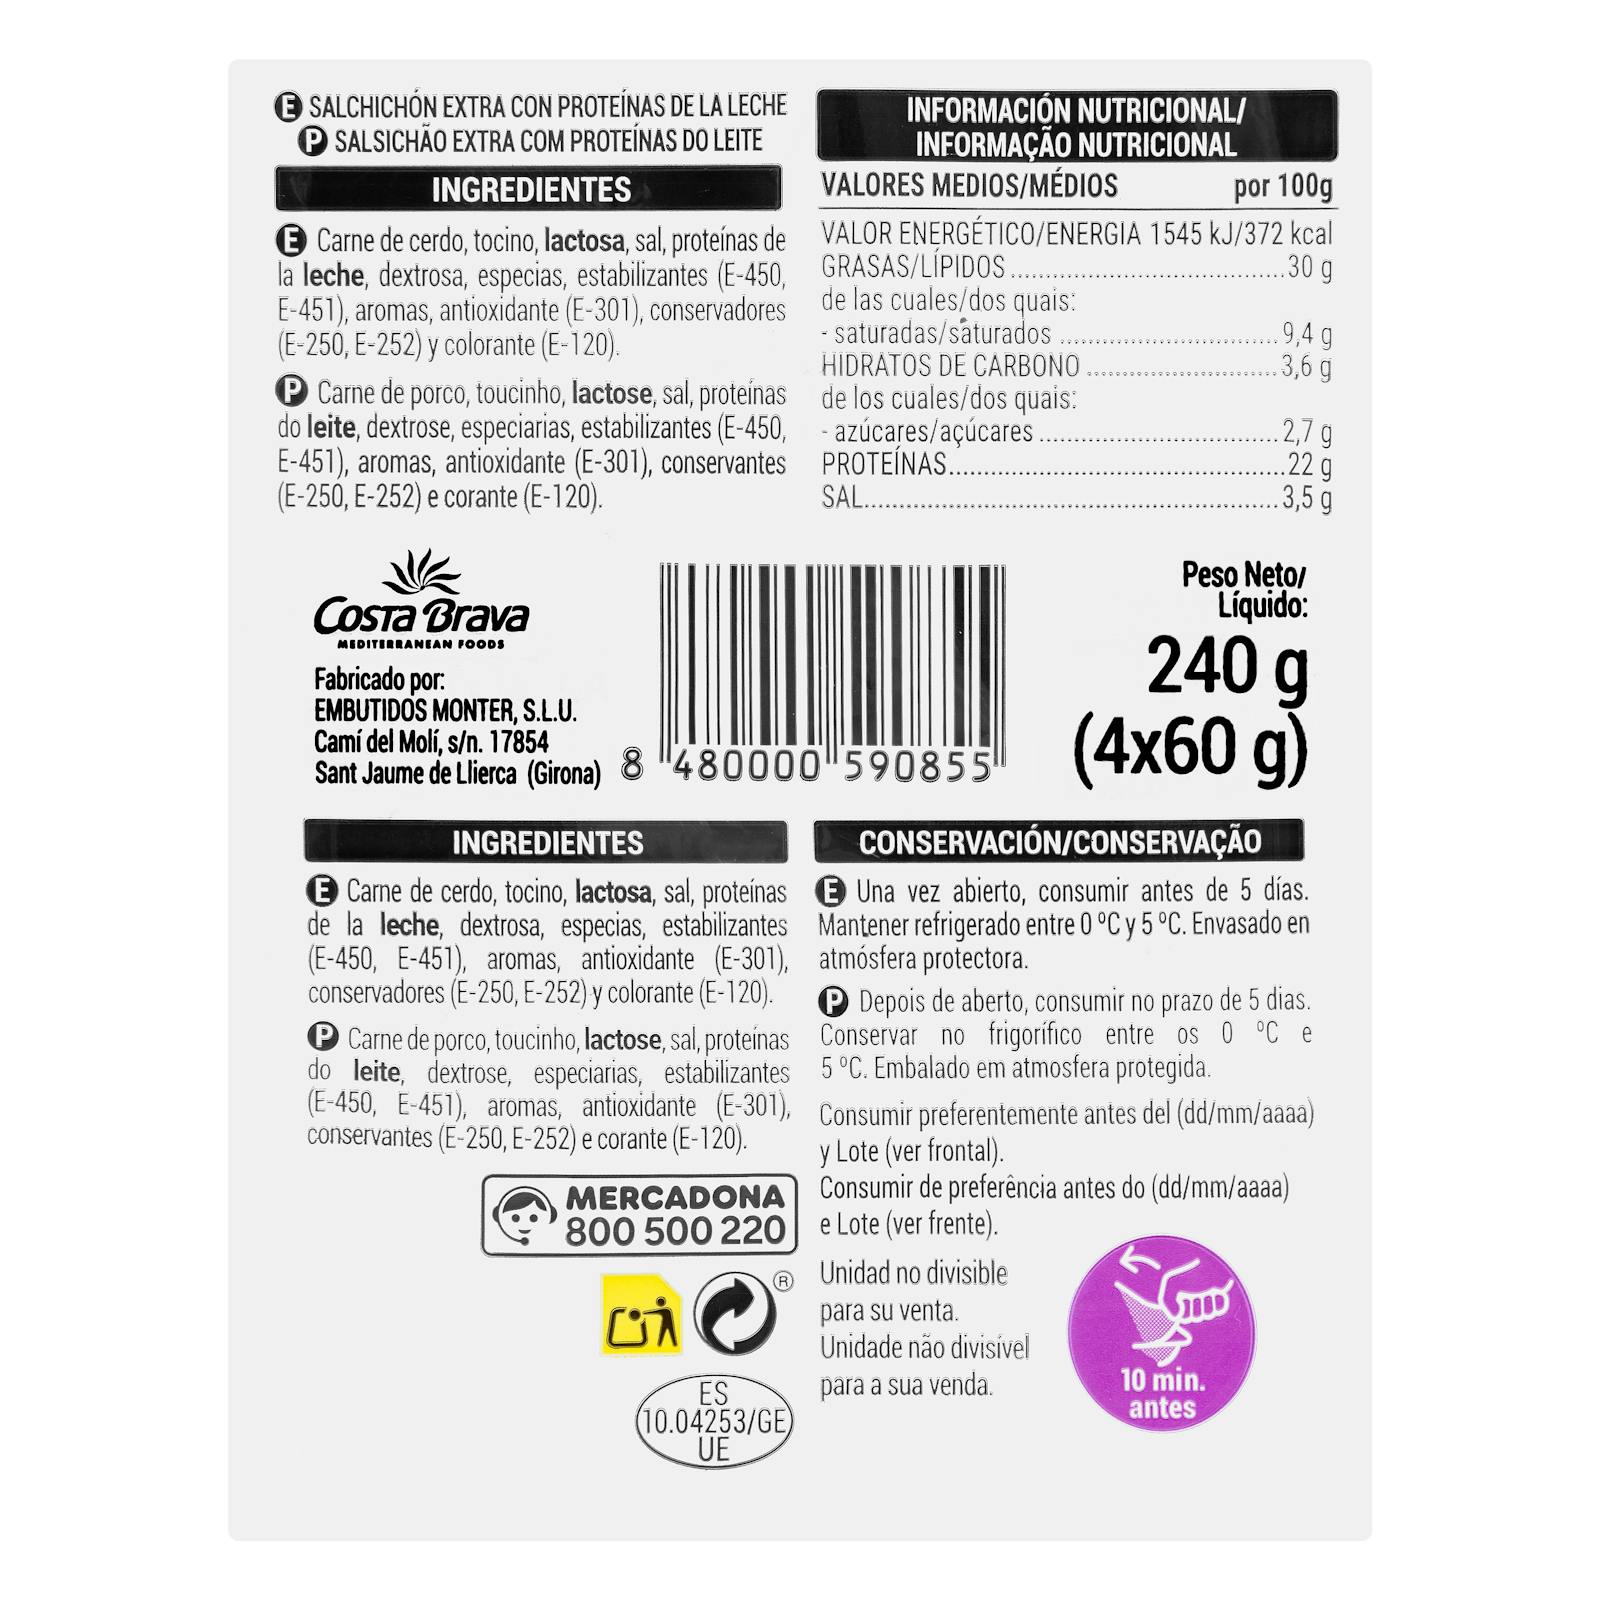 E SALCHICHÓN EXTRA CON PROTEÍNAS DE LA LECHE
P SALSICHÃO EXTRA COM PROTEÍNAS DO LEITE
INGREDIENTES
E Carne de cerdo, tocino, lactosa, sal, proteínas de
la leche, dextrosa, especias, estabilizantes (E-450,
E-451), aromas, antioxidante (E-301), conservadores
(E-250, E-252) y colorante (E-120).
P Carne de porco, toucinho, lactose, sal, proteínas
do leite, dextrose, especiarias, estabilizantes (E-450,
E-451), aromas, antioxidante (E-301), conservantes
(E-250, E-252) e corante (E-120).
INFORMACIÓN NUTRICIONAL/
INFORMAÇÃO NUTRICIONAL
VALORES MEDIOS/MÉDIOS por 100g
VALOR ENERGÉTICO/ENERGIA 1545 kJ/372 kcal
GRASAS/LÍPIDOS ........ 30 g
de las cuales/dos quais:
- saturadas/saturados ........ 9,4 g
HIDRATOS DE CARBONO ........ 3,6 g
de los cuales/dos quais:
- azúcares/açúcares ........ 2,7 g
PROTEÍNAS ........ 22 g
SAL ........ 3,5 g
Costa Brava
MEDITERRANEAN FOODS
Fabricado por:
EMBUTIDOS MONTER, S.L.U.
Camí del Molí, s/n. 17854
Sant Jaume de Llierca (Girona)
8 480000 590855
Peso Neto/
Líquido:
240 g
(4x60 g)
INGREDIENTES
E Carne de cerdo, tocino, lactosa, sal, proteínas
de la leche, dextrosa, especias, estabilizantes
(E-450, E-451), aromas, antioxidante (E-301),
conservadores (E-250, E-252) y colorante (E-120).
P Carne de porco, toucinho, lactose, sal, proteínas
do leite, dextrose, especiarias, estabilizantes
(E-450, E-451), aromas, antioxidante (E-301),
conservantes (E-250, E-252) e corante (E-120).
MERCADONA
800 500 220
®
ES
10.04253/GE
UE
CONSERVACIÓN/CONSERVAÇÃO
E Una vez abierto, consumir antes de 5 días.
Mantener refrigerado entre 0 ºC y 5 ºC. Envasado en
atmósfera protectora.
P Depois de aberto, consumir no prazo de 5 dias.
Conservar no frigorífico entre os 0 ºC e
5 ºC. Embalado em atmosfera protegida.
Consumir preferentemente antes del (dd/mm/aaaa)
y Lote (ver frontal).
Consumir de preferência antes do (dd/mm/aaaa)
e Lote (ver frente).
Unidad no divisible
para su venta.
Unidade não divisível
para a sua venda.
10 min.
antes